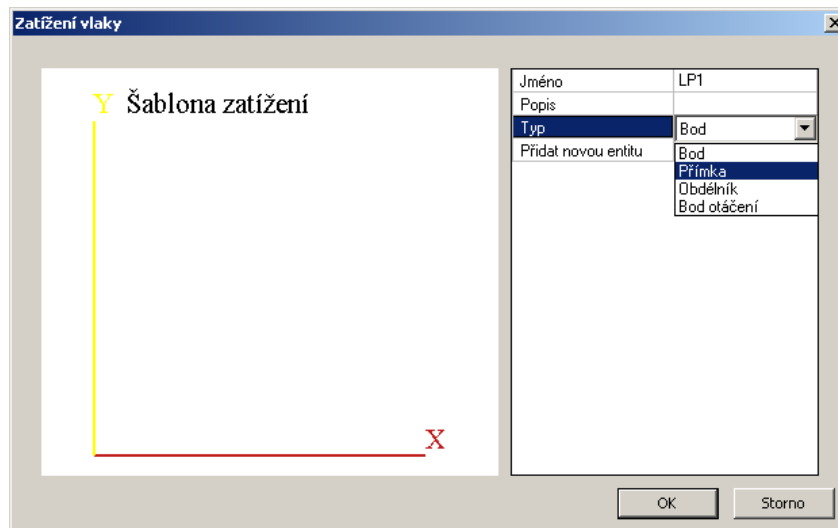 Zatížení vlaky
Y Šablona zatížení
X
Jméno LP1
Popis
Typ Bod
Přidat novou entitu
Bod
Přímka
Obdélník
Bod otáčení
OK Storno